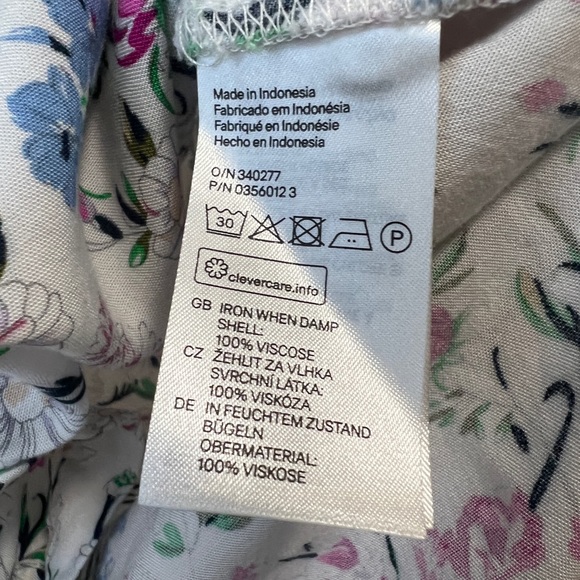 Made in Indonesia
Fabricado em Indonésia
Fabriqué en Indonésie
Hecho en Indonesia
O/N 340277
P/N 0356012 3
30
P
clevercare.info
GB IRON WHEN DAMP
SHELL:
100% VISCOSE
CZ ŽEHLIT ZA VLHKA
SVRCHNÍ LÁTKA:
100% VISKÓZA
DE IN FEUCHTEM ZUSTAND
BÜGELN
OBERMATERIAL:
100% VISKOSE